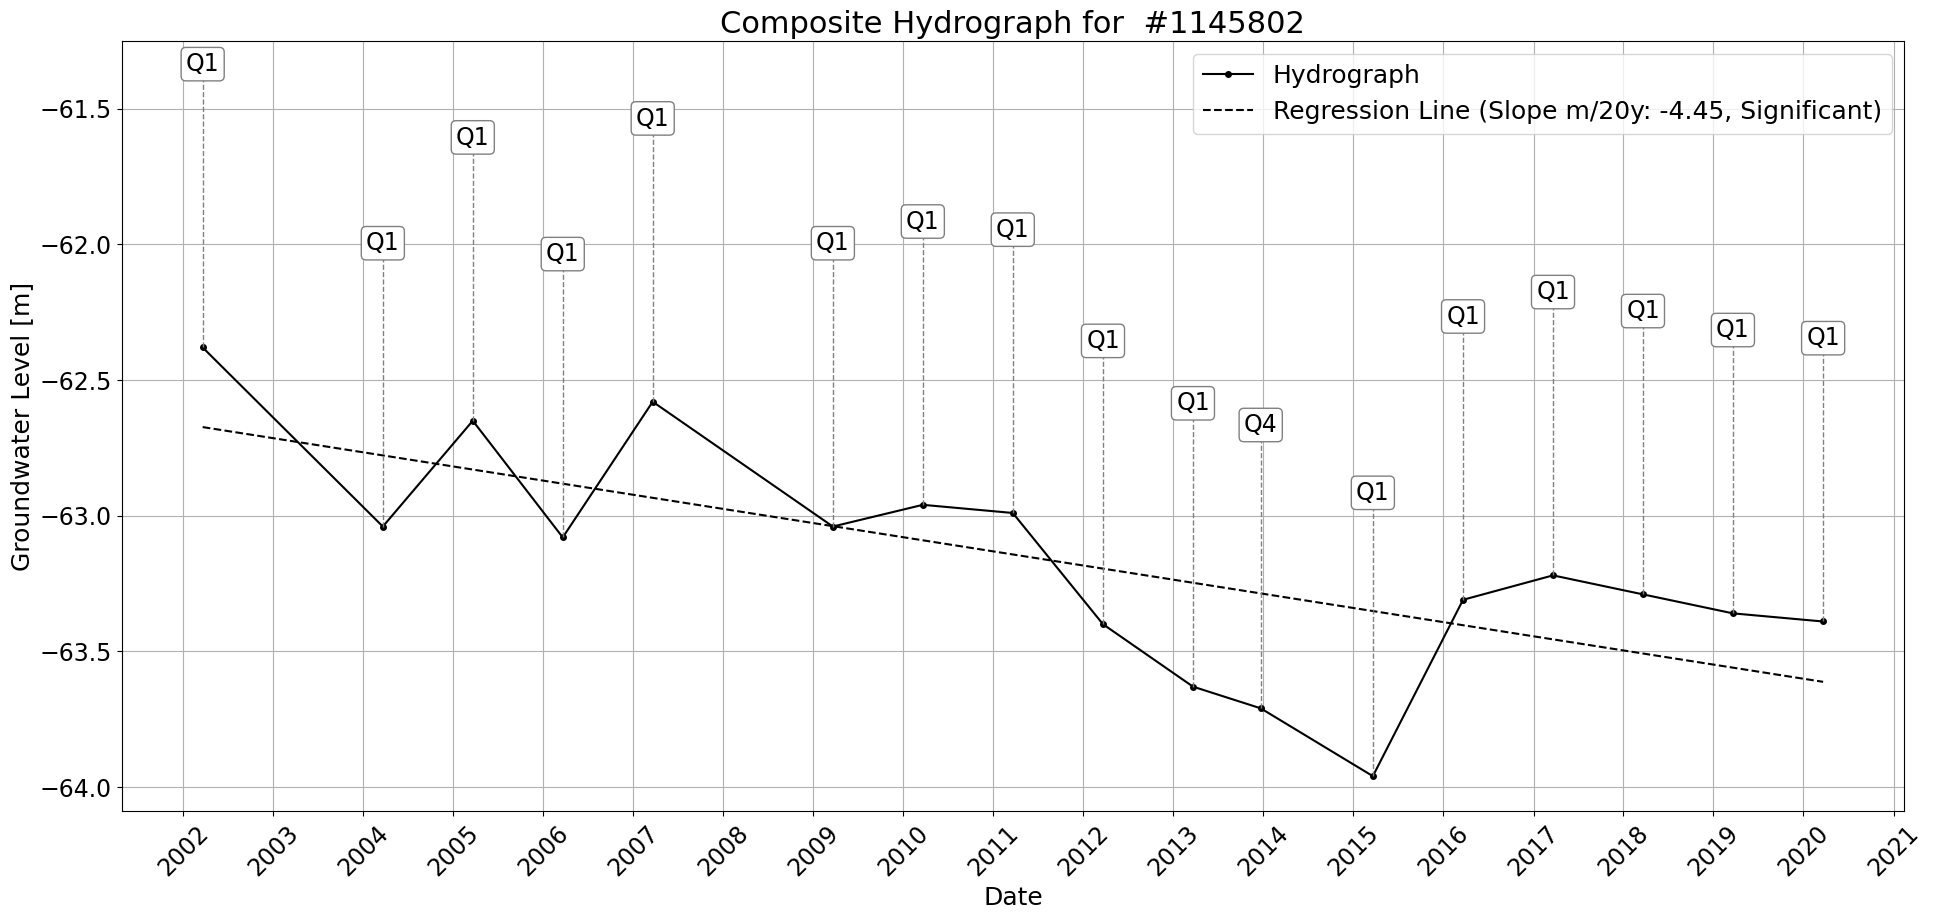 Composite Hydrograph for  #1145802
Hydrograph
Regression Line (Slope m/20y: -4.45, Significant)
Q1
Q1
Q1
Q1
Q1
Q1
Q1
Q1
Q1
Q1
Q4
Q1
Q1
Q1
Q1
Q1
Q1
Groundwater Level [m]
−61.5
−62.0
−62.5
−63.0
−63.5
−64.0
2002
2003
2004
2005
2006
2007
2008
2009
2010
2011
2012
2013
2014
2015
2016
2017
2018
2019
2020
2021
Date